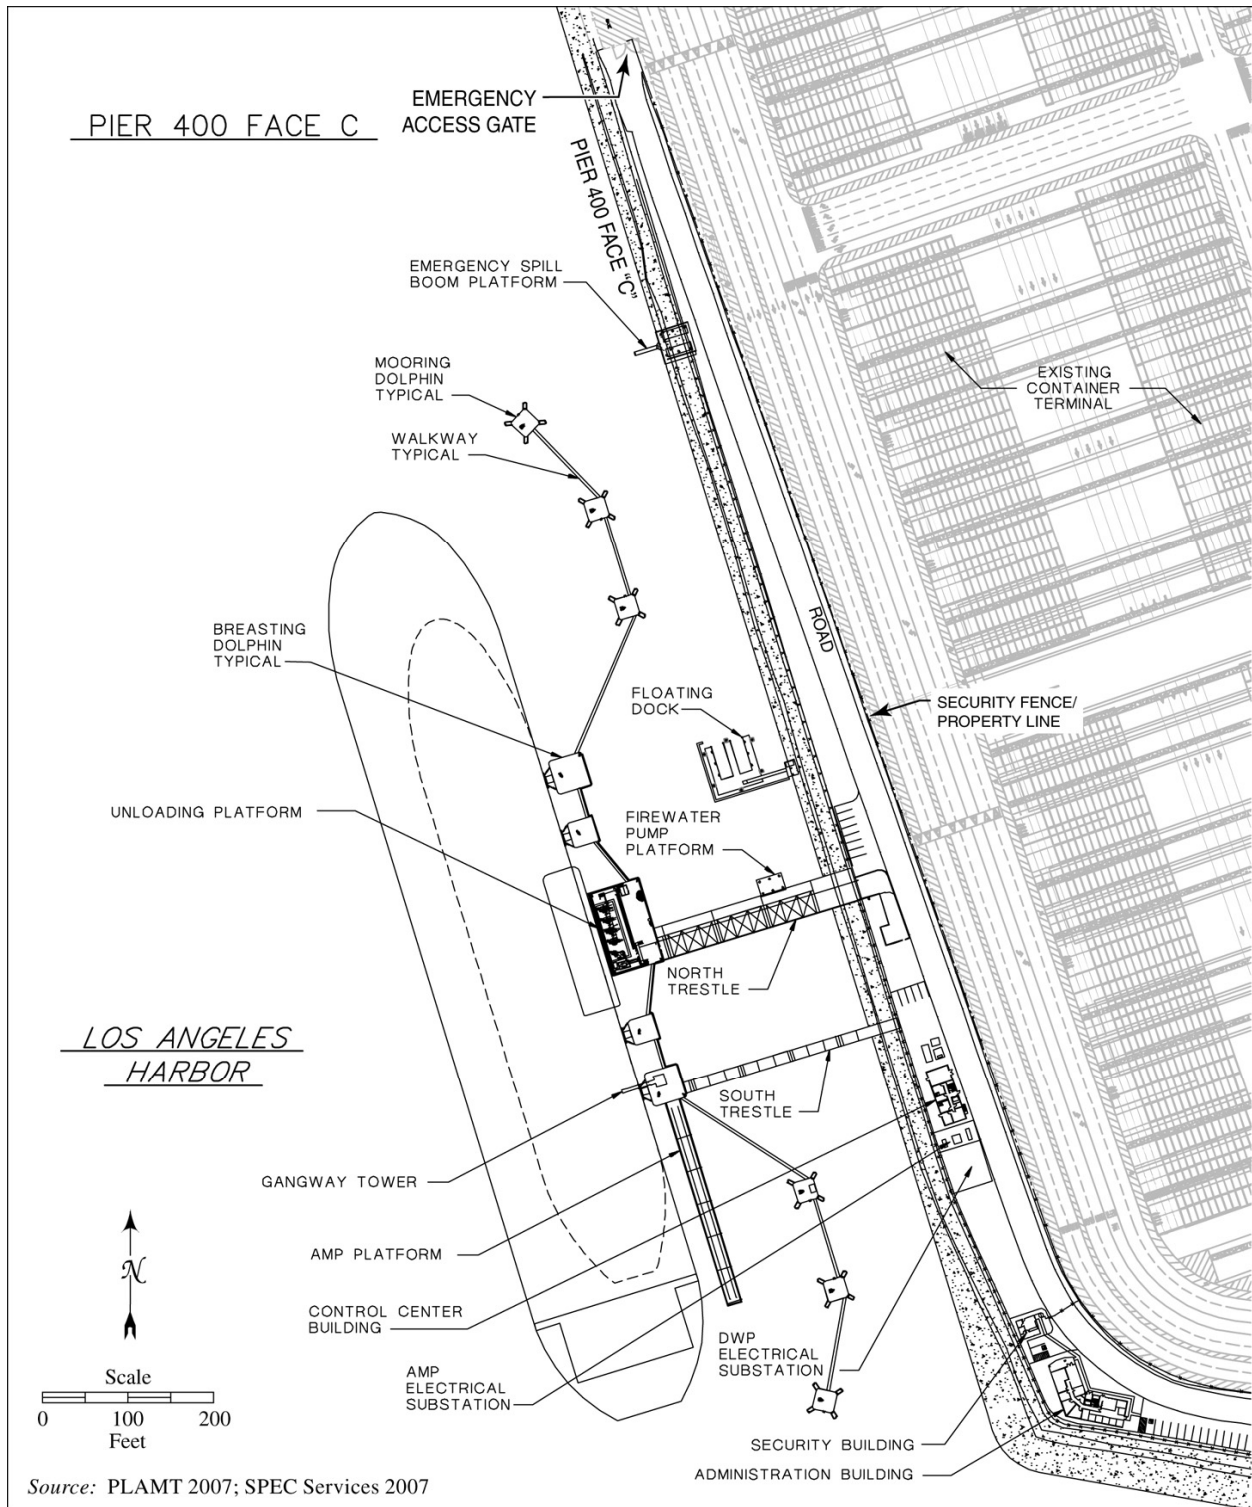 PIER 400 FACE C
EMERGENCY
ACCESS GATE
PIER 400 FACE "C"
EMERGENCY SPILL
BOOM PLATFORM
MOORING
DOLPHIN
TYPICAL
EXISTING
CONTAINER
TERMINAL
WALKWAY
TYPICAL
ROAD
BREASTING
DOLPHIN
TYPICAL
FLOATING
DOCK
SECURITY FENCE/
PROPERTY LINE
UNLOADING PLATFORM
FIREWATER
PUMP
PLATFORM
NORTH
TRESTLE
LOS ANGELES
HARBOR
SOUTH
TRESTLE
GANGWAY TOWER
AMP PLATFORM
N
CONTROL CENTER
BUILDING
DWP
ELECTRICAL
SUBSTATION
AMP
ELECTRICAL
SUBSTATION
Scale
0 100 200
Feet
SECURITY BUILDING
ADMINISTRATION BUILDING
Source: PLAMT 2007; SPEC Services 2007